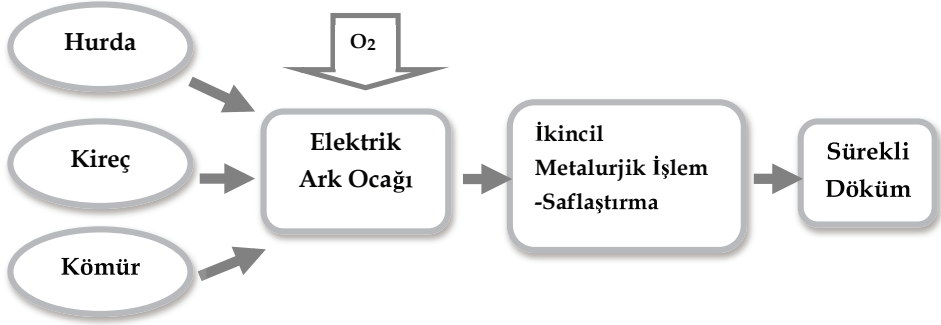 Hurda
O₂
Kireç
Kömür
Elektrik
Ark Ocağı
İkincil
Metalurjik İşlem
-Saflaştırma
Sürekli
Döküm